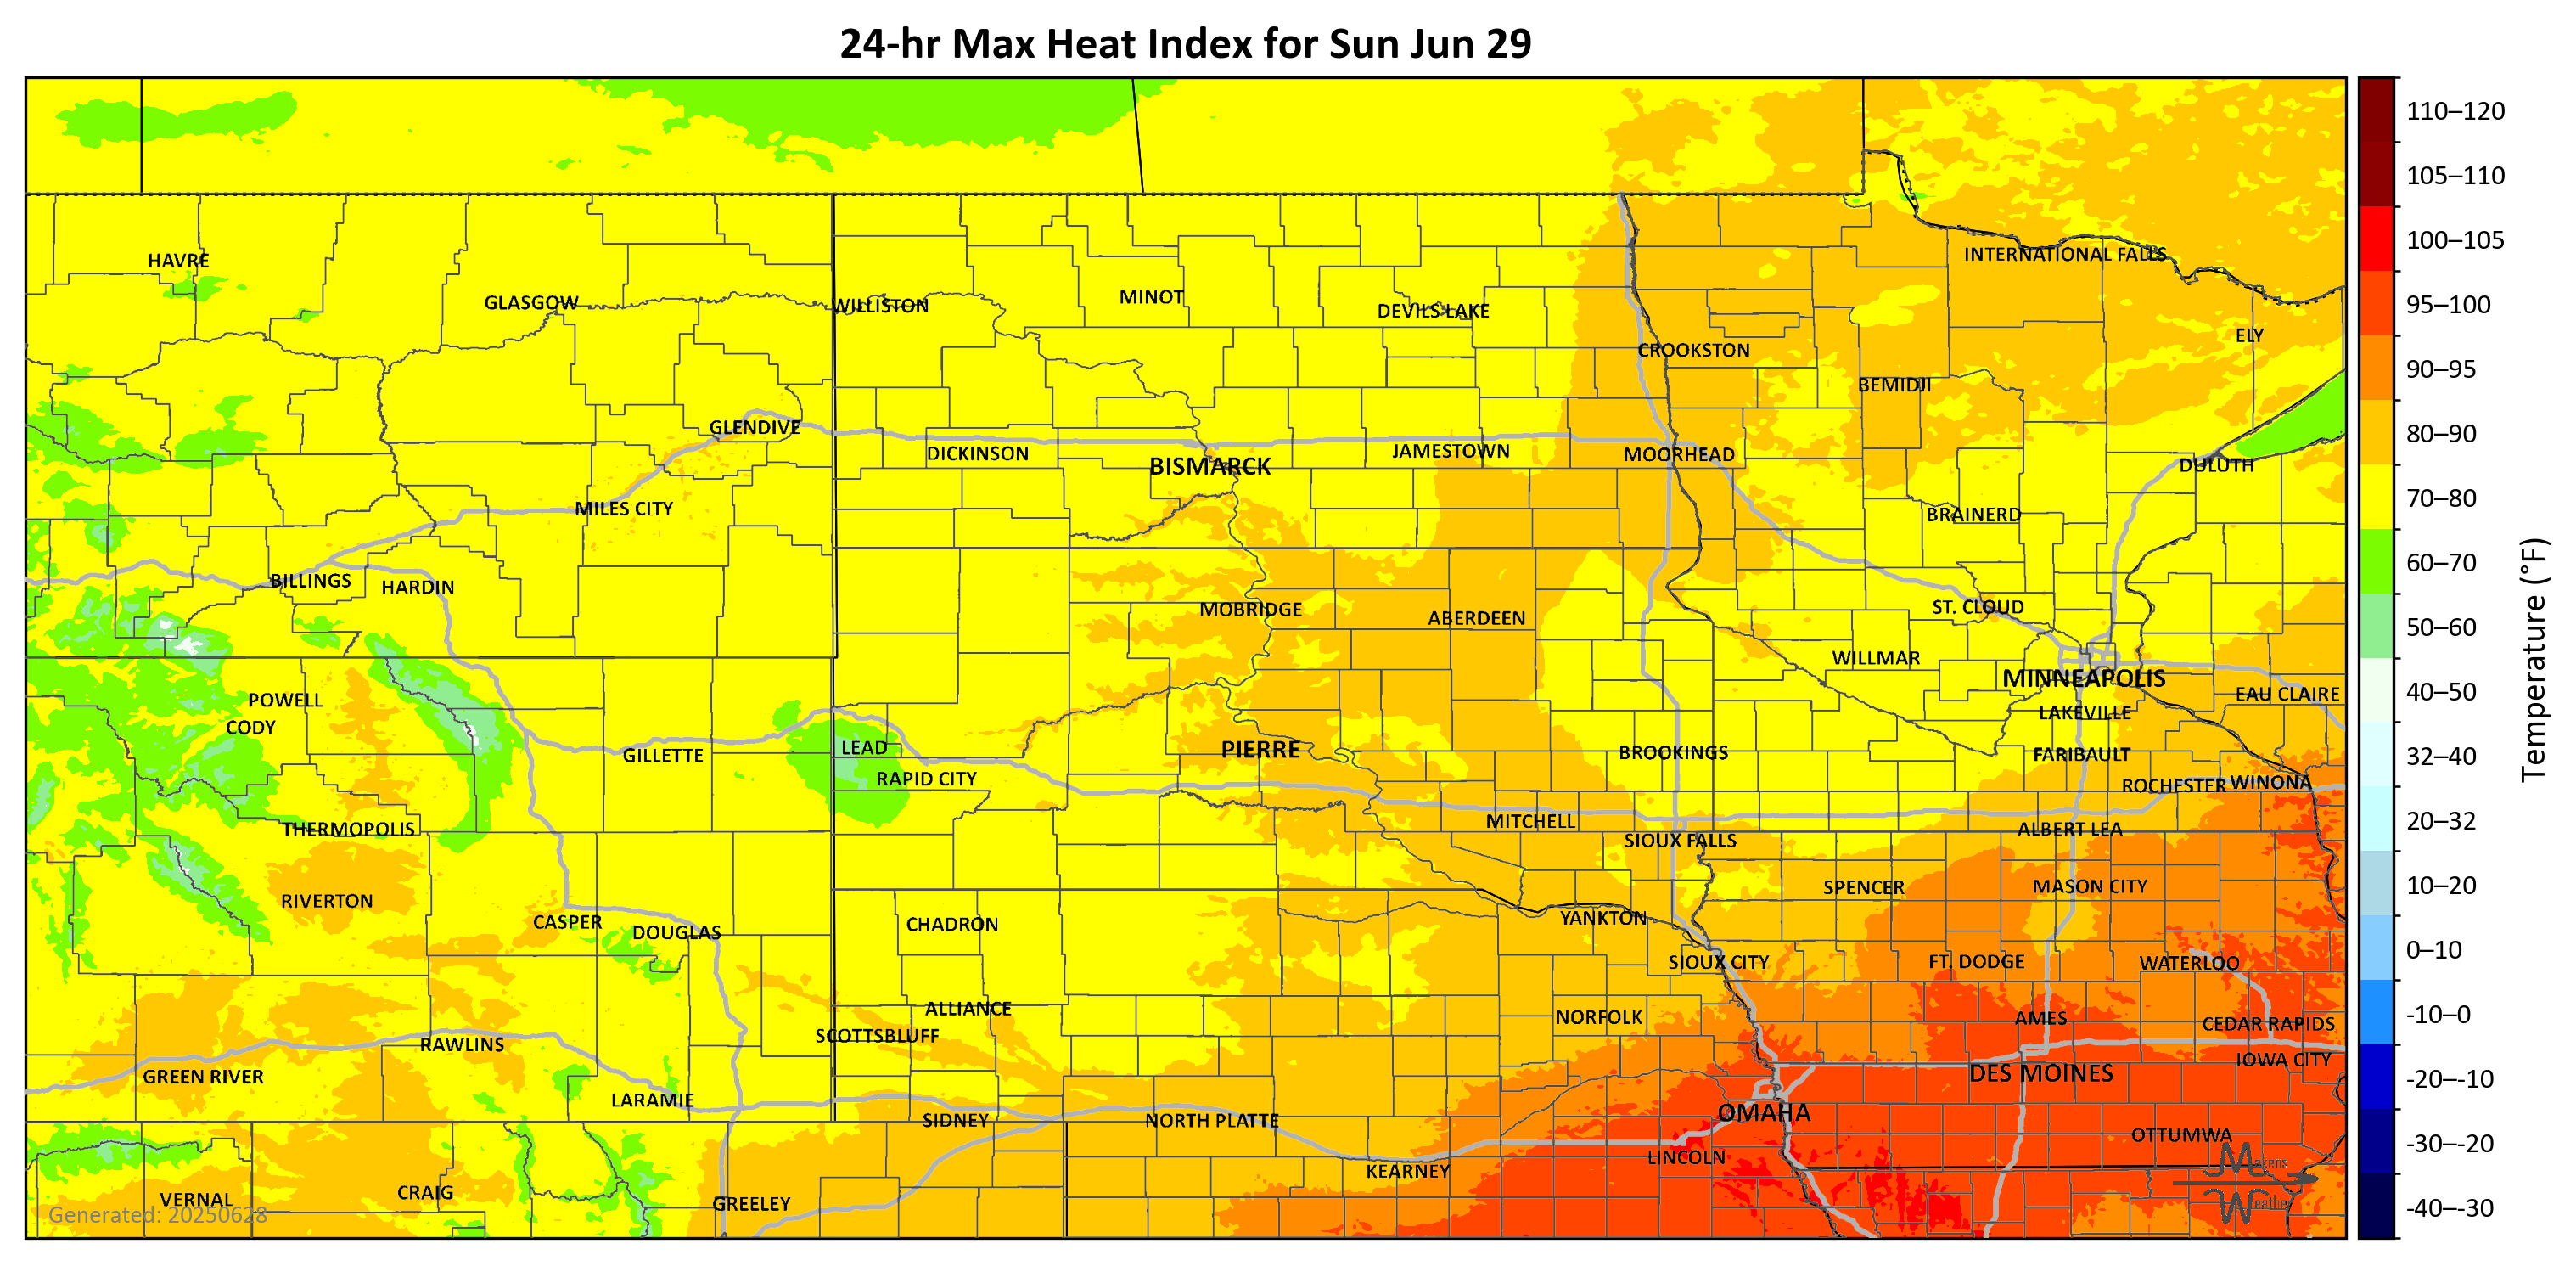 24-hr Max Heat Index for Sun Jun 29
110–120
105–110
100–105
95–100
90–95
80–90
70–80
60–70
50–60
40–50
32–40
20–32
10–20
0–10
-10–0
-20–-10
-30–-20
-40–-30
Temperature (°F)
INTERNATIONAL FALLS
HAVRE
GLASGOW
WILLISTON
MINOT
DEVILS LAKE
ELY
CROOKSTON
BEMIDJI
GLENDIVE
DICKINSON
BISMARCK
JAMESTOWN
MOORHEAD
DULUTH
MILES CITY
BRAINERD
BILLINGS
HARDIN
MOBRIDGE
ABERDEEN
ST. CLOUD
WILLMAR
MINNEAPOLIS
EAU CLAIRE
POWELL
CODY
LAKEVILLE
GILLETTE
LEAD
RAPID CITY
PIERRE
BROOKINGS
FARIBAULT
ROCHESTER
WINONA
THERMOPOLIS
MITCHELL
SIOUX FALLS
ALBERT LEA
RIVERTON
SPENCER
MASON CITY
CASPER
DOUGLAS
CHADRON
YANKTON
SIOUX CITY
FT. DODGE
WATERLOO
ALLIANCE
SCOTTSBLUFF
NORFOLK
AMES
CEDAR RAPIDS
RAWLINS
IOWA CITY
GREEN RIVER
DES MOINES
LARAMIE
SIDNEY
NORTH PLATTE
OMAHA
OTTUMWA
LINCOLN
KEARNEY
VERNAL
CRAIG
GREELEY
Makens
Weather
Generated: 20250628